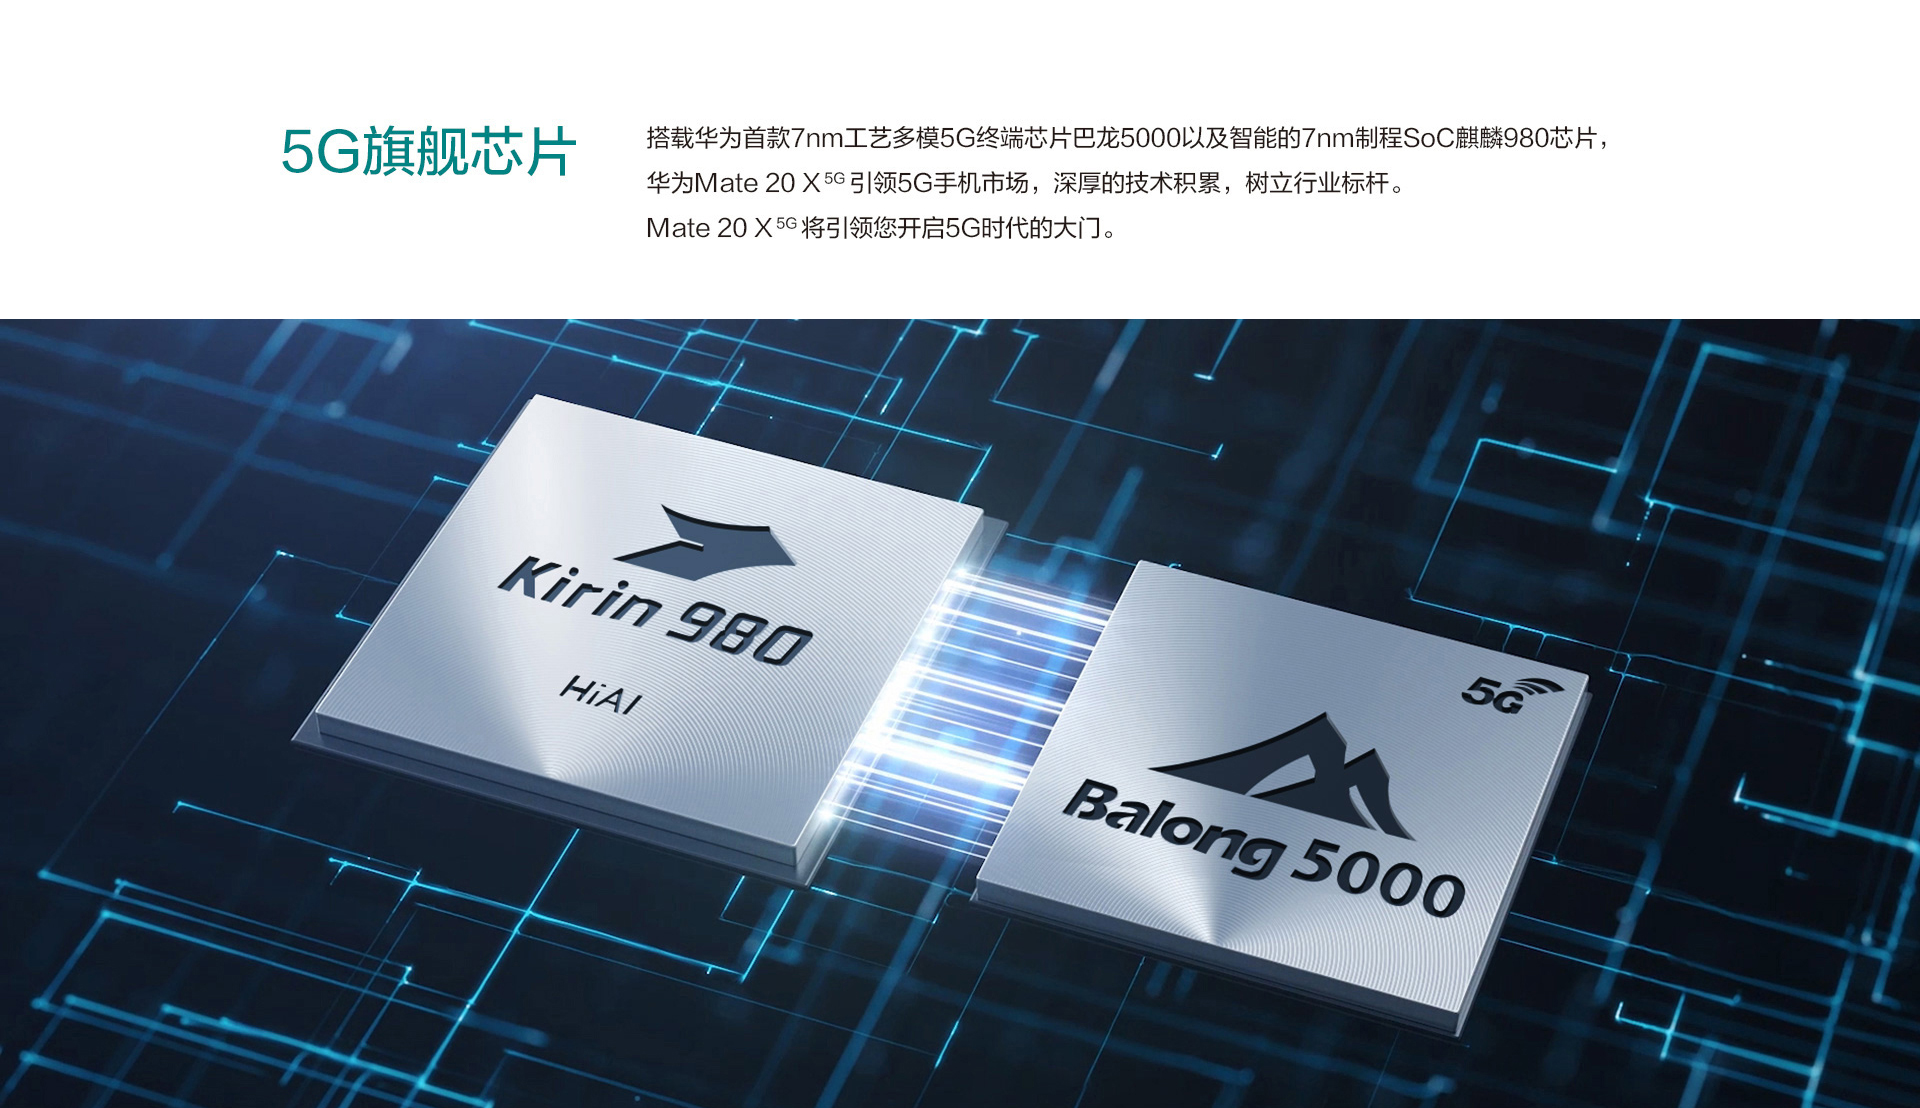 5G旗舰芯片
搭载华为首款7nm工艺多模5G终端芯片巴龙5000以及智能的7nm制程SoC麒麟980芯片，
华为Mate 20 X 5G 引领5G手机市场，深厚的技术积累，树立行业标杆。
Mate 20 X 5G 将引领您开启5G时代的大门。
Kirin 980
HiAI
5G
Balong 5000